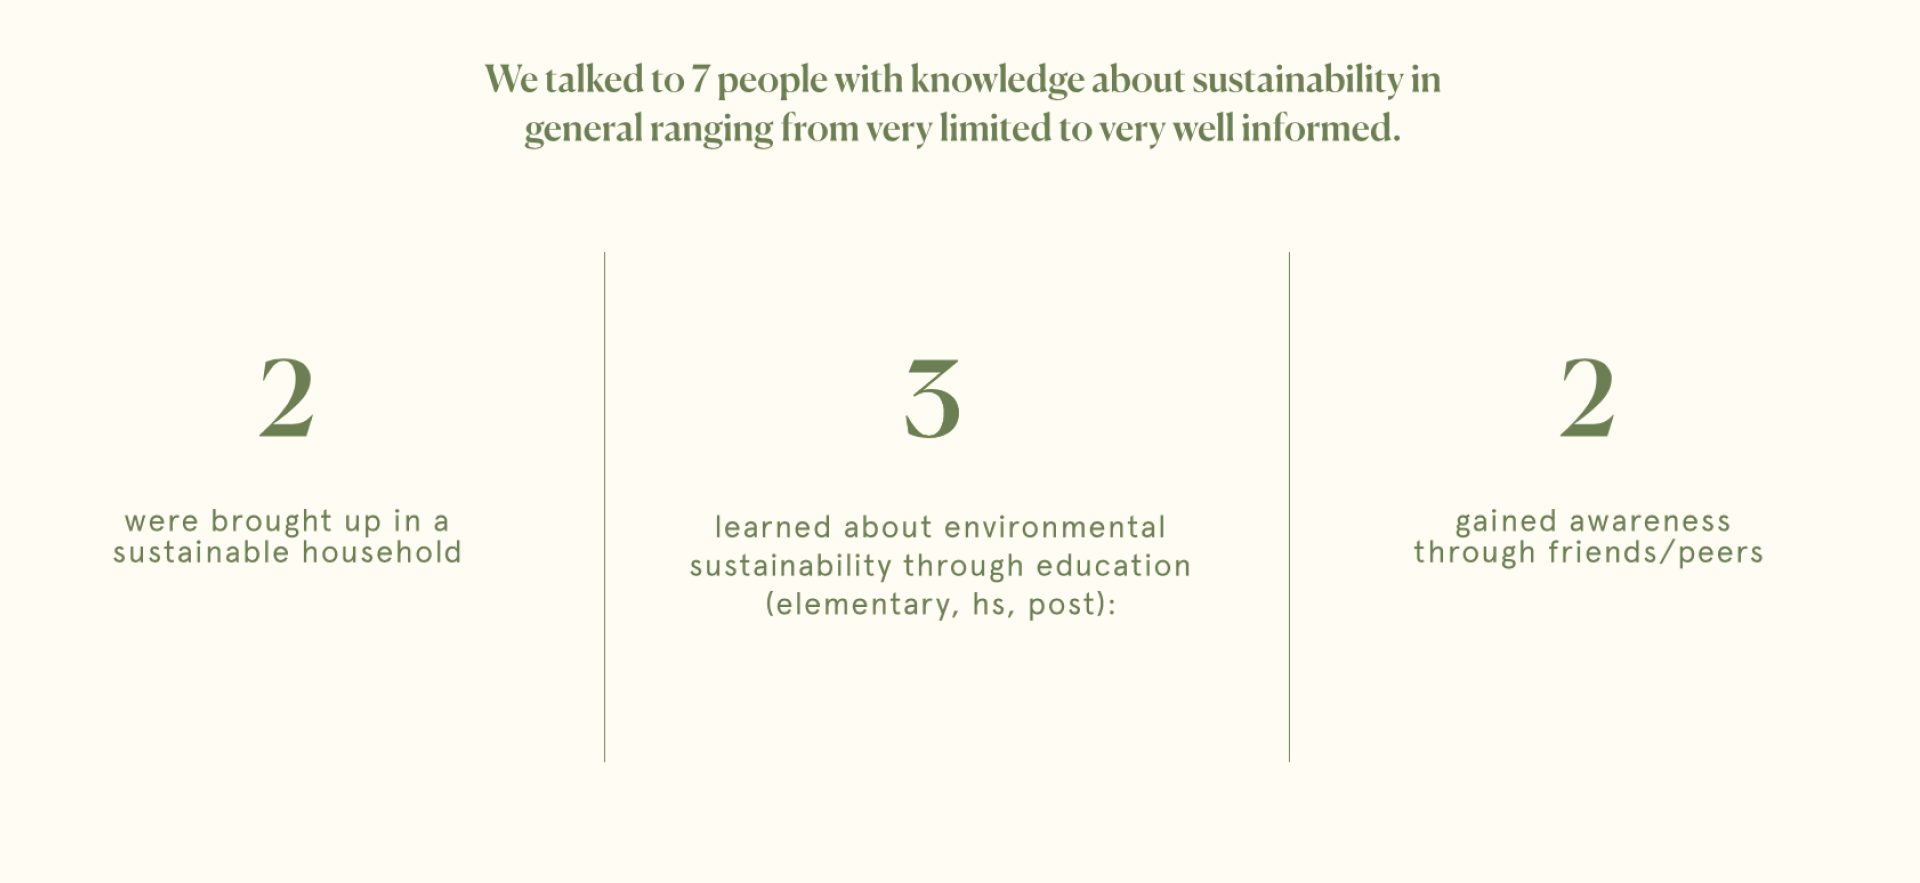 We talked to 7 people with knowledge about sustainability in
general ranging from very limited to very well informed.
2
were brought up in a
sustainable household
3
learned about environmental
sustainability through education
(elementary, hs, post):
2
gained awareness
through friends/peers